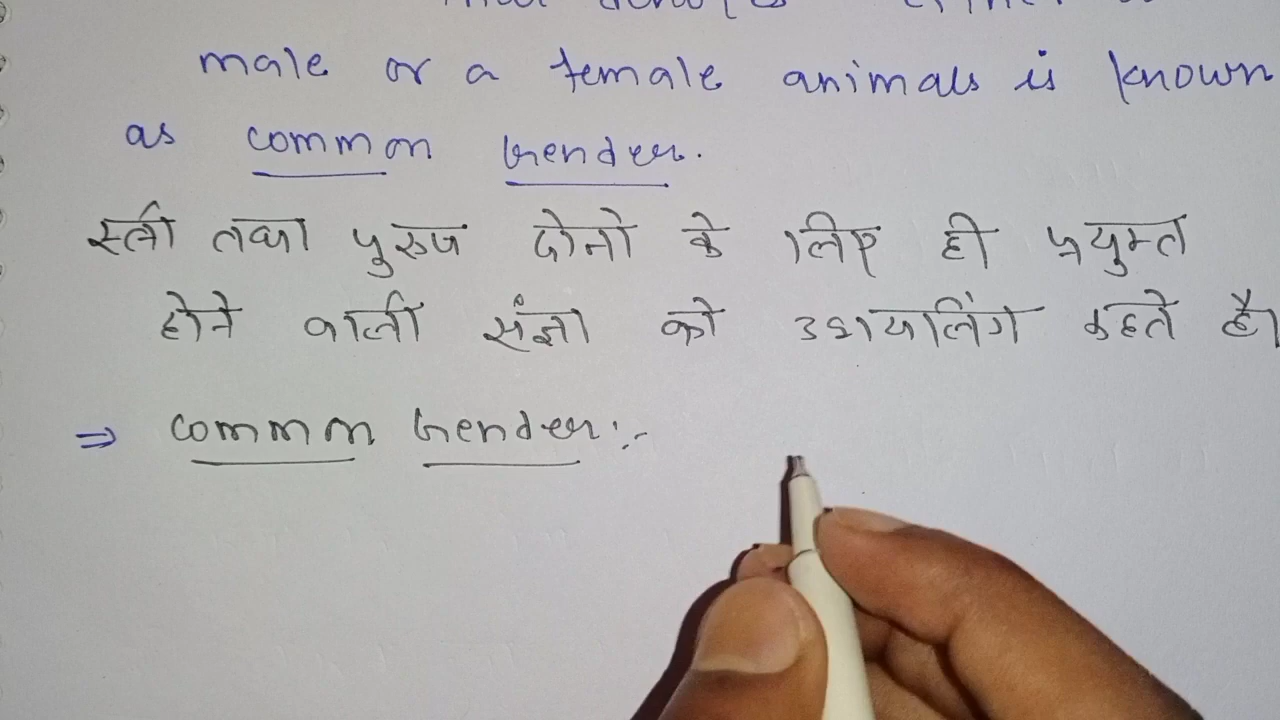 male or a female animals is known
as common Gender.
स्त्री तथा पुरुष दोनो के लिए ही प्रयुक्त
होने वाली संज्ञा को उभयलिंग कहते है।
⇒ common Gender:-